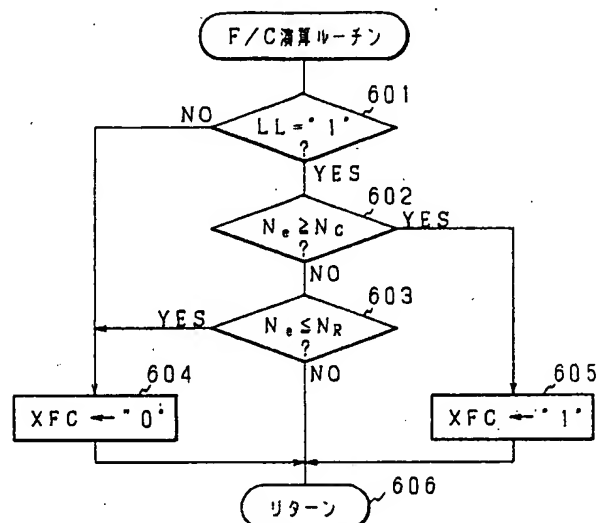 F/C演算ルーチン
601
NO
LL="1"
?
YES
602
Ne≧NC
?
YES
NO
603
YES
Ne≦NR
?
NO
604
XFC ← "0"
605
XFC ← "1"
リターン
606